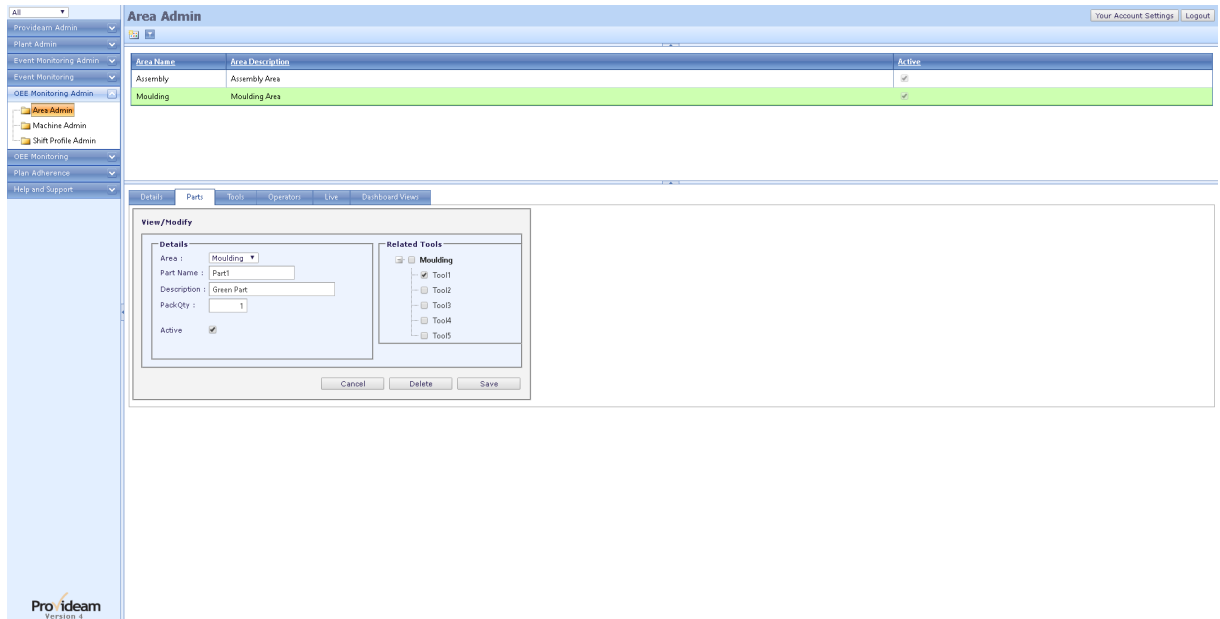 All
Area Admin
Your Account Settings
Logout
Provideam Admin
Plant Admin
Event Monitoring Admin
Event Monitoring
OEE Monitoring Admin
Area Admin
Machine Admin
Shift Profile Admin
OEE Monitoring
Plan Adherence
Help and Support
Area Name Area Description Active
Assembly Assembly Area
Moulding Moulding Area
Details Parts Tools Operators Live Dashboard Views
View/Modify
Details
Area : Moulding
Part Name : Part1
Description : Green Part
PackQty : 1
Active
Related Tools
Moulding
Tool1
Tool2
Tool3
Tool4
Tool5
Cancel Delete Save
Provideam
Version 4